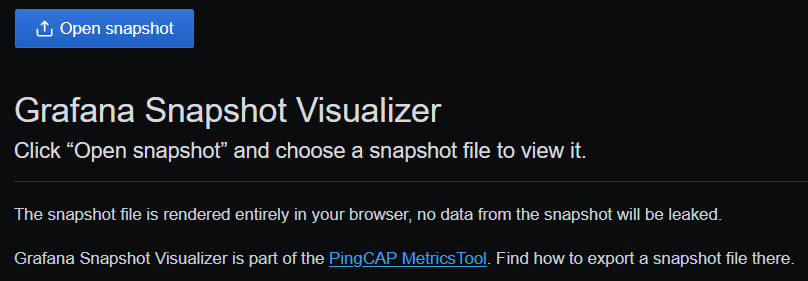 Open snapshot
Grafana Snapshot Visualizer
Click “Open snapshot” and choose a snapshot file to view it.
The snapshot file is rendered entirely in your browser, no data from the snapshot will be leaked.
Grafana Snapshot Visualizer is part of the PingCAP MetricsTool. Find how to export a snapshot file there.